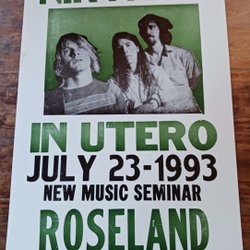 IN UTERO
JULY 23-1993
NEW MUSIC SEMINAR
ROSELAND